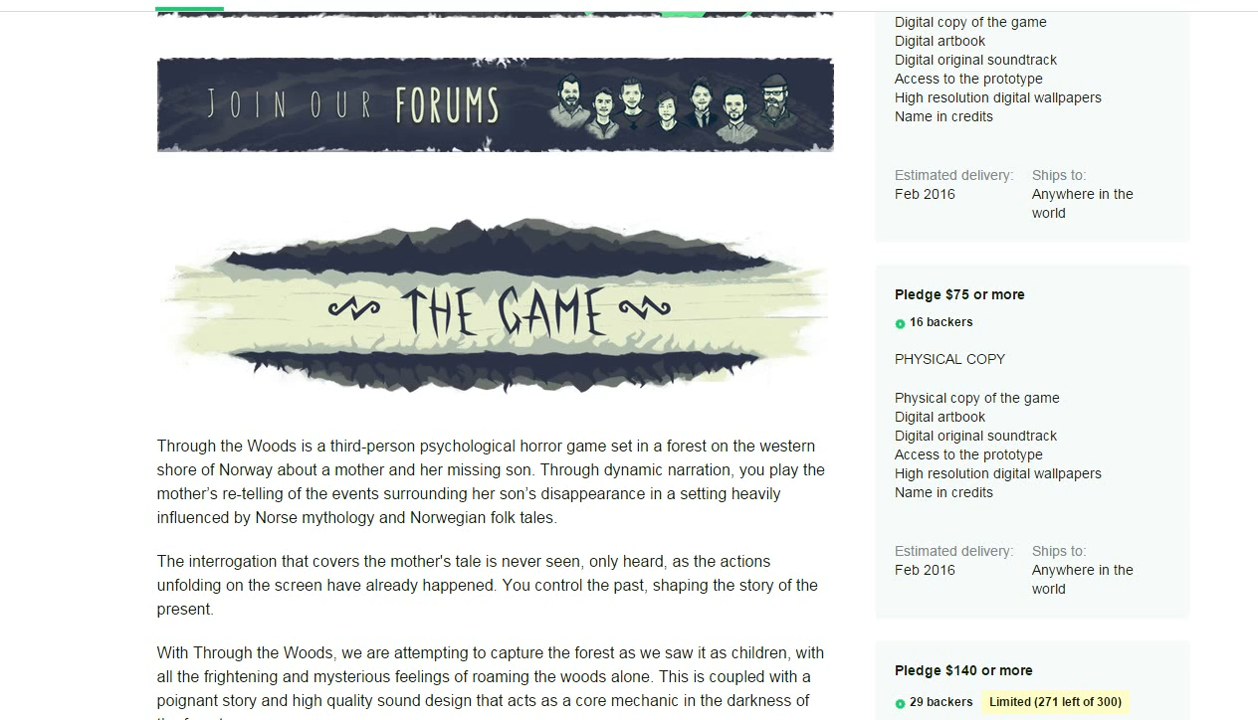 JOIN OUR FORUMS
THE GAME
Through the Woods is a third-person psychological horror game set in a forest on the western
shore of Norway about a mother and her missing son. Through dynamic narration, you play the
mother’s re-telling of the events surrounding her son’s disappearance in a setting heavily
influenced by Norse mythology and Norwegian folk tales.
The interrogation that covers the mother's tale is never seen, only heard, as the actions
unfolding on the screen have already happened. You control the past, shaping the story of the
present.
With Through the Woods, we are attempting to capture the forest as we saw it as children, with
all the frightening and mysterious feelings of roaming the woods alone. This is coupled with a
poignant story and high quality sound design that acts as a core mechanic in the darkness of
Digital copy of the game
Digital artbook
Digital original soundtrack
Access to the prototype
High resolution digital wallpapers
Name in credits
Estimated delivery: Ships to:
Feb 2016 Anywhere in the
world
Pledge $75 or more
16 backers
PHYSICAL COPY
Physical copy of the game
Digital artbook
Digital original soundtrack
Access to the prototype
High resolution digital wallpapers
Name in credits
Estimated delivery: Ships to:
Feb 2016 Anywhere in the
world
Pledge $140 or more
29 backers Limited (271 left of 300)